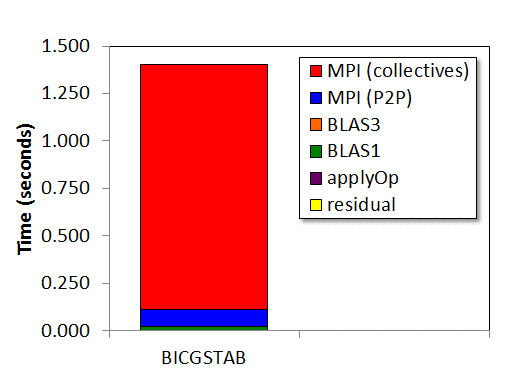 1.500
1.250
1.000
0.750
0.500
0.250
0.000
Time (seconds)
MPI (collectives)
MPI (P2P)
BLAS3
BLAS1
applyOp
residual
BICGSTAB